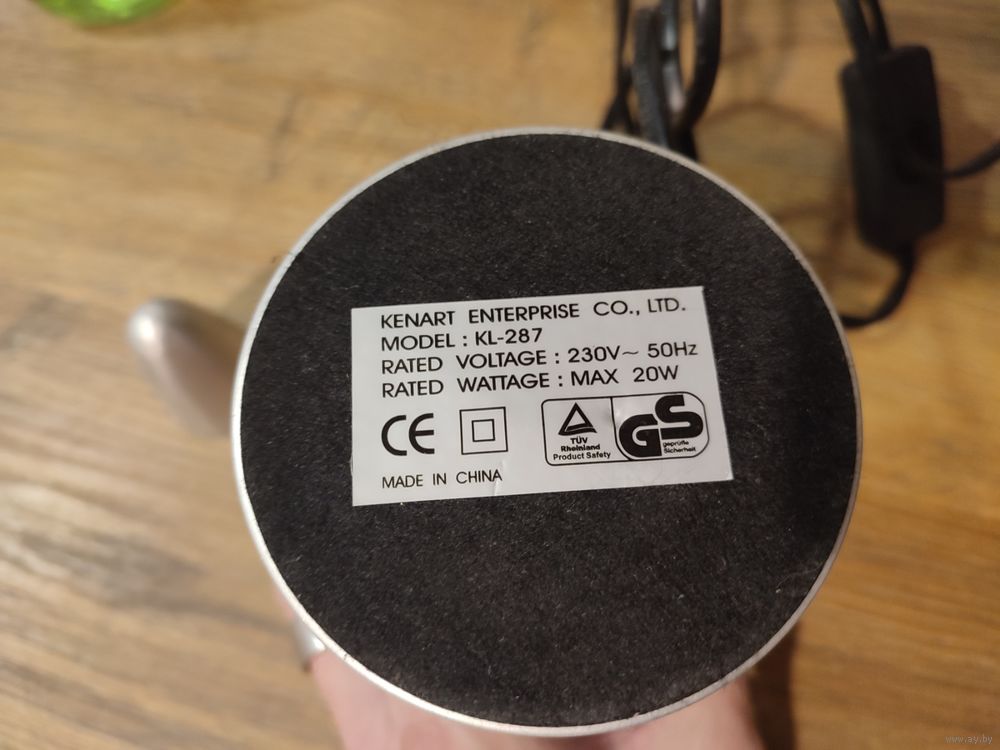 KENART ENTERPRISE CO., LTD.
MODEL : KL-287
RATED VOLTAGE : 230V~ 50Hz
RATED WATTAGE : MAX 20W
CE
TÜV
Rheinland
Product Safety
GS
geprüfte
Sicherheit
MADE IN CHINA
www.ay.by